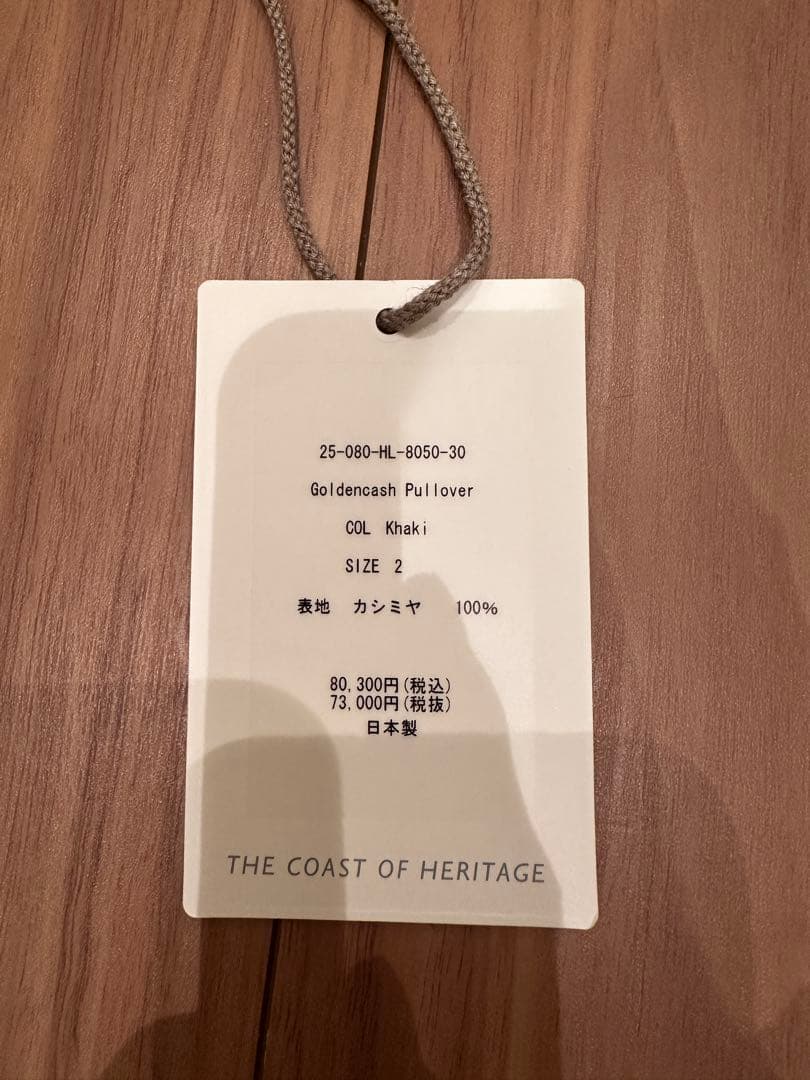 25-080-HL-8050-30
Goldencash Pullover
COL Khaki
SIZE 2
表地 カシミヤ 100%
80,300円(税込)
73,000円(税抜)
日本製
THE COAST OF HERITAGE